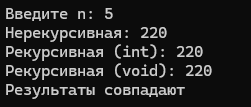 Введите n: 5
Нерекурсивная: 220
Рекурсивная (int): 220
Рекурсивная (void): 220
Результаты совпадают